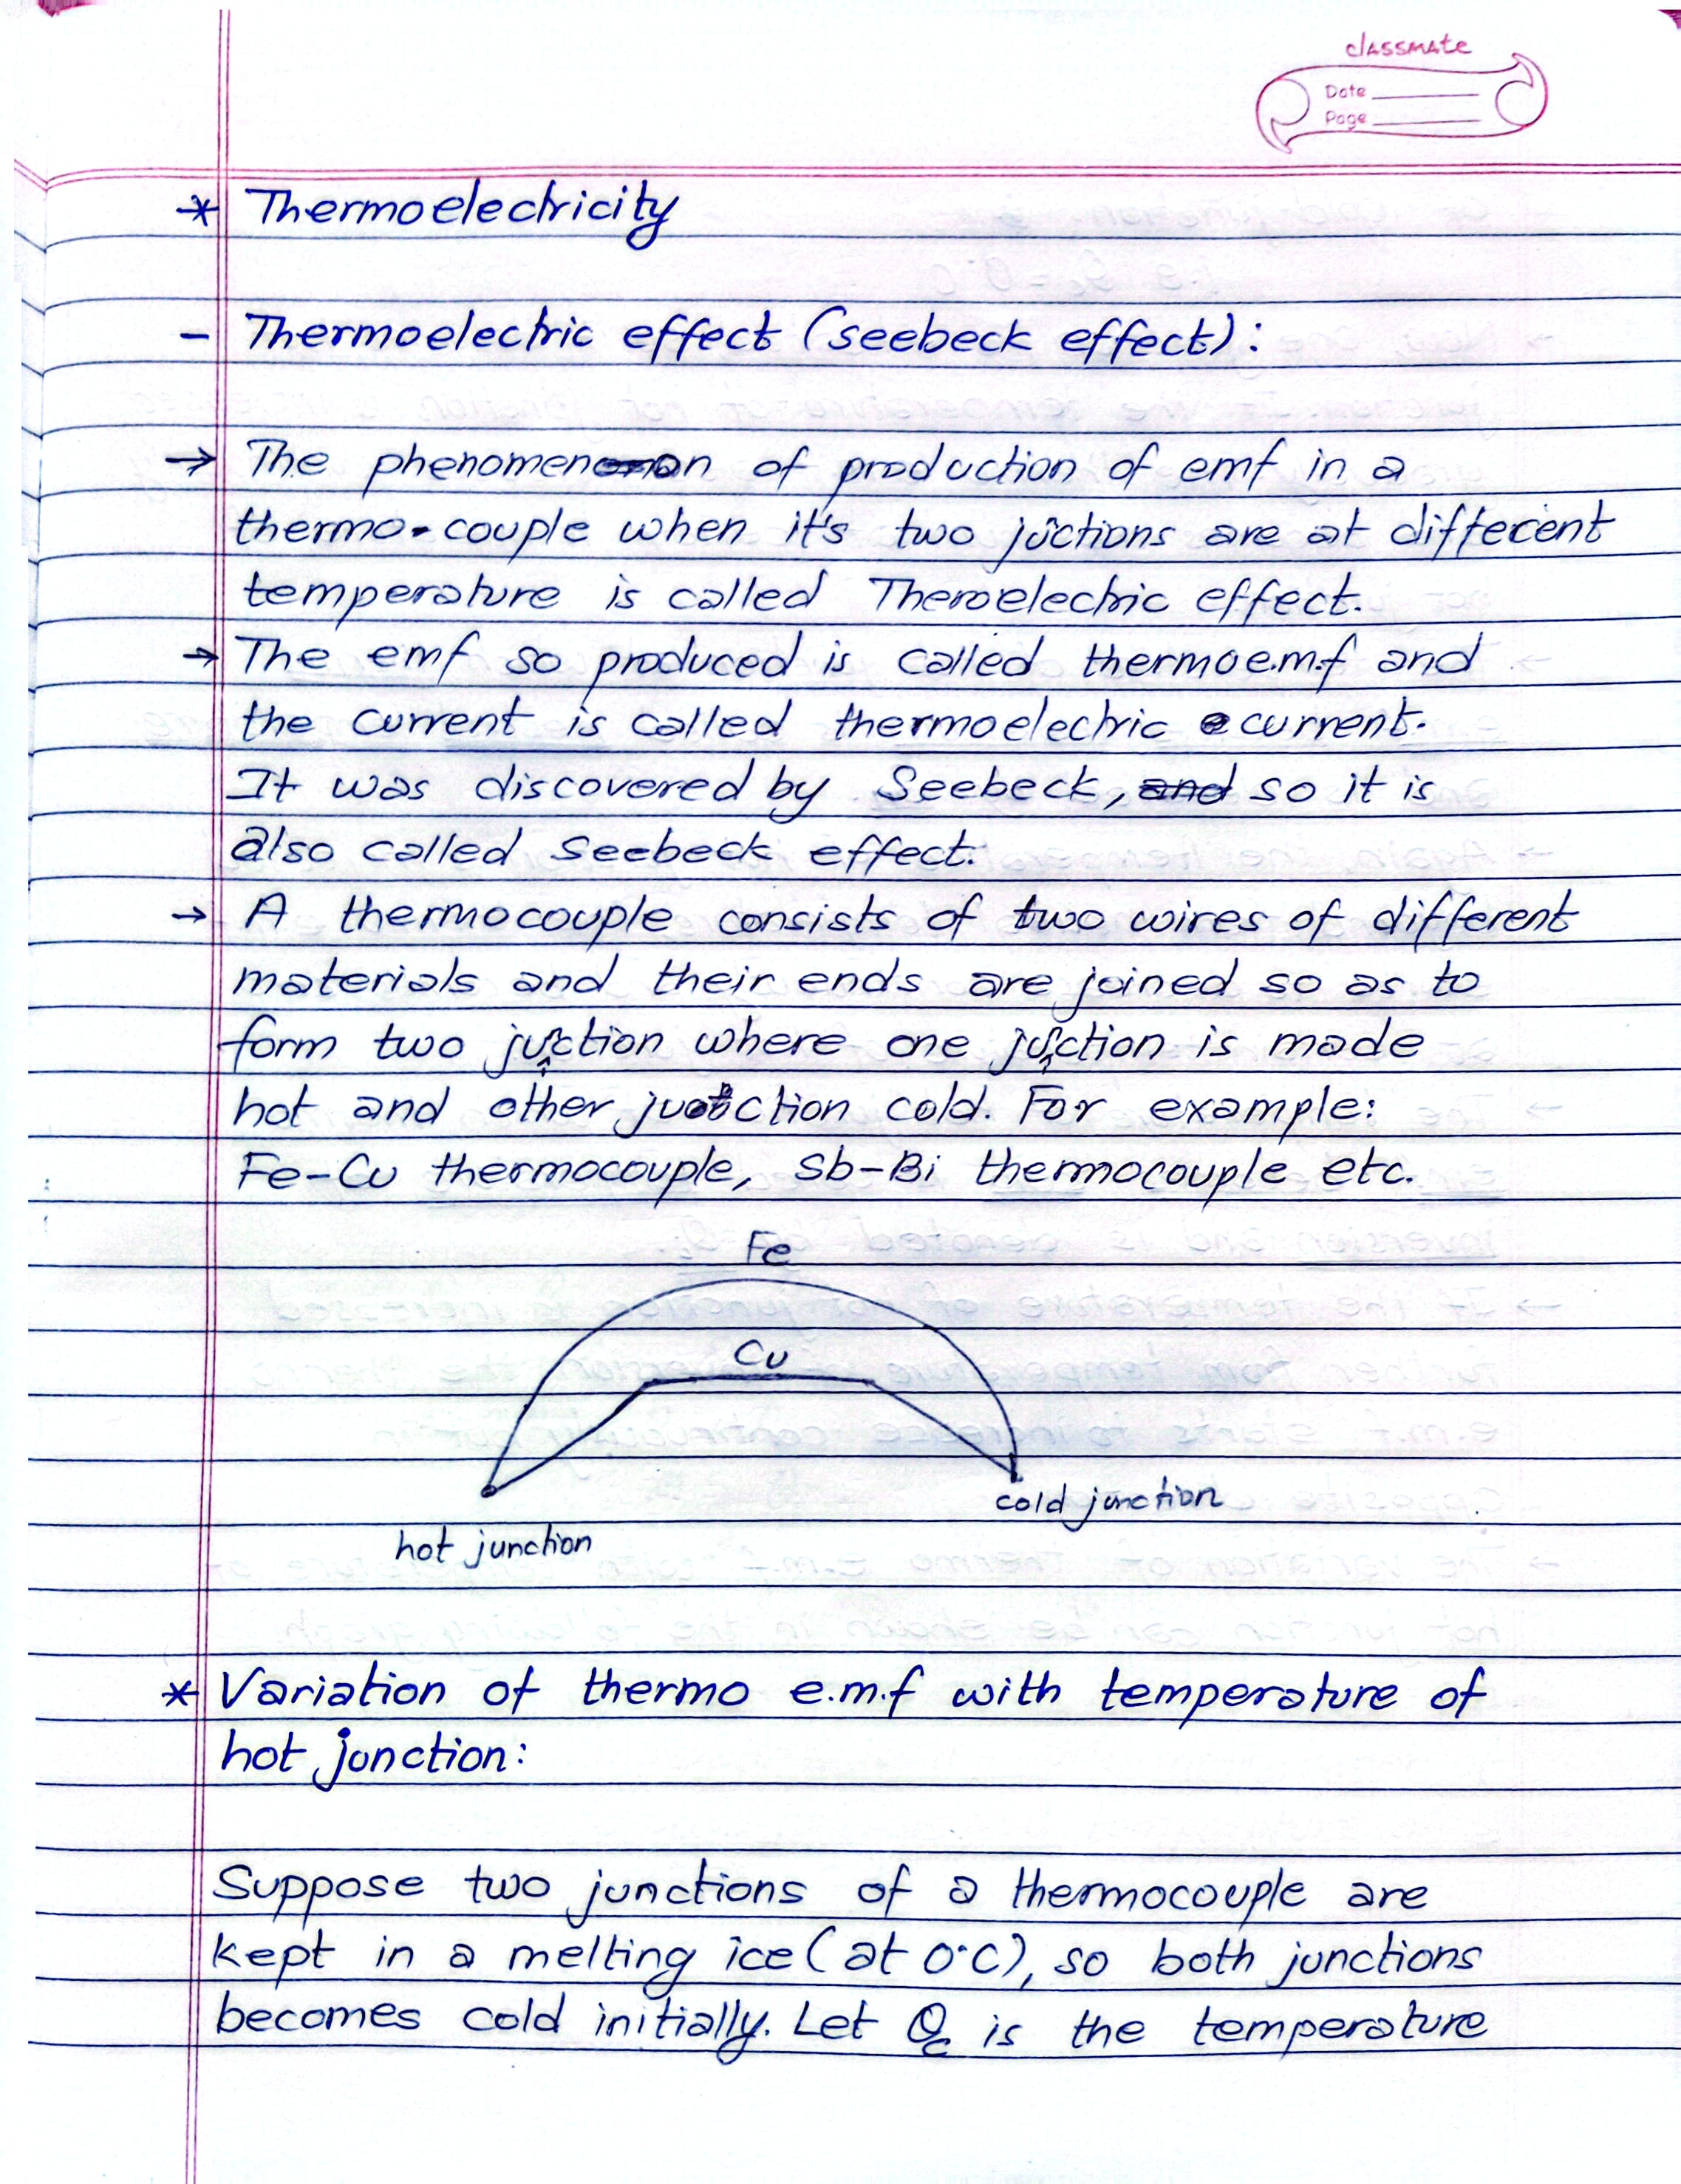 classmate
Date
Page
* Thermoelectricity
- Thermoelectric effect (seebeck effect):
→ The phenomenon of production of emf in a
thermo-couple when it's two juctions are at different
temperature is called Theroelectric effect.
→ The emf so produced is called thermoe.m.f and
the current is called thermoelectric current.
It was discovered by Seebeck, and so it is
also called Seebeck effect.
→ A thermocouple consists of two wires of different
materials and their ends are joined so as to
form two junction where one junction is made
hot and other juction cold. For example:
Fe-Cu thermocouple, Sb-Bi thermocouple etc.
Fe
Cu
cold junction
hot junction
* Variation of thermo e.m.f with temperature of
hot junction:
Suppose two junctions of a thermocouple are
kept in a melting ice (at 0°C), so both junctions
becomes cold initially. Let θc is the temperature